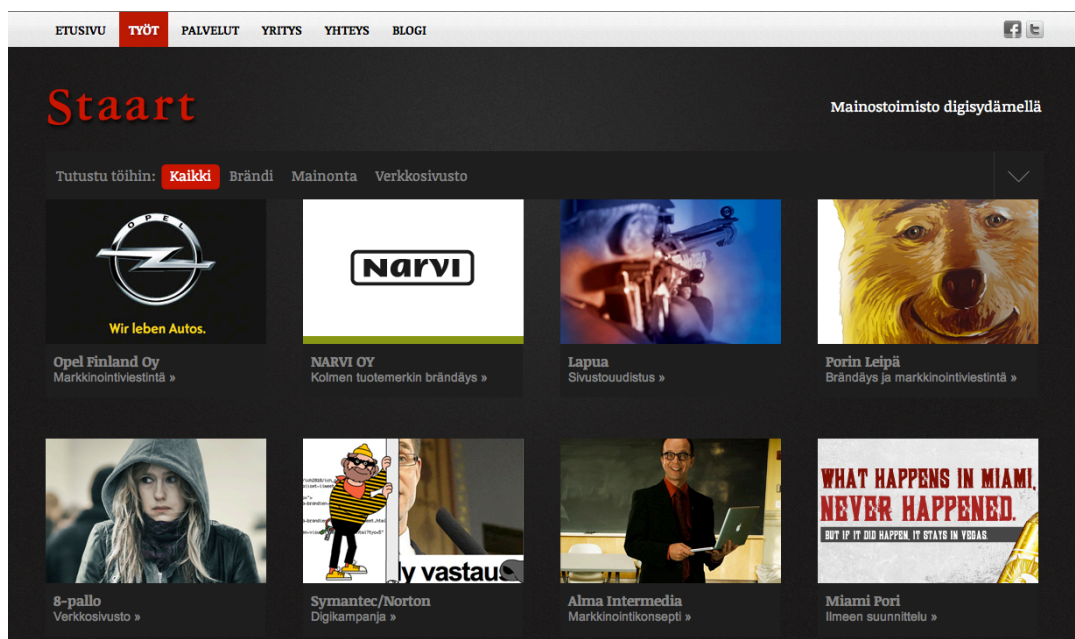 ETUSIVU TYÖT PALVELUT YRITYS YHTEYS BLOGI
Staart
Mainostoimisto digisydämellä
Tutustu töihin: Kaikki Brändi Mainonta Verkkosivusto
OPEL
Wir leben Autos.
Opel Finland Oy
Markkinointiviestintä »
Narvi
NARVI OY
Kolmen tuotemerkin brändäys »
Lapua
Sivustouudistus »
Porin Leipä
Brändäys ja markkinointiviestintä »
8-pallo
Verkkosivusto »
ly vastaus
Symantec/Norton
Digikampanja »
Alma Intermedia
Markkinointikonsepti »
WHAT HAPPENS IN MIAMI,
NEVER HAPPENED.
BUT IF IT DID HAPPEN, IT STAYS IN VEGAS
Miami Pori
Ilmeen suunnittelu »